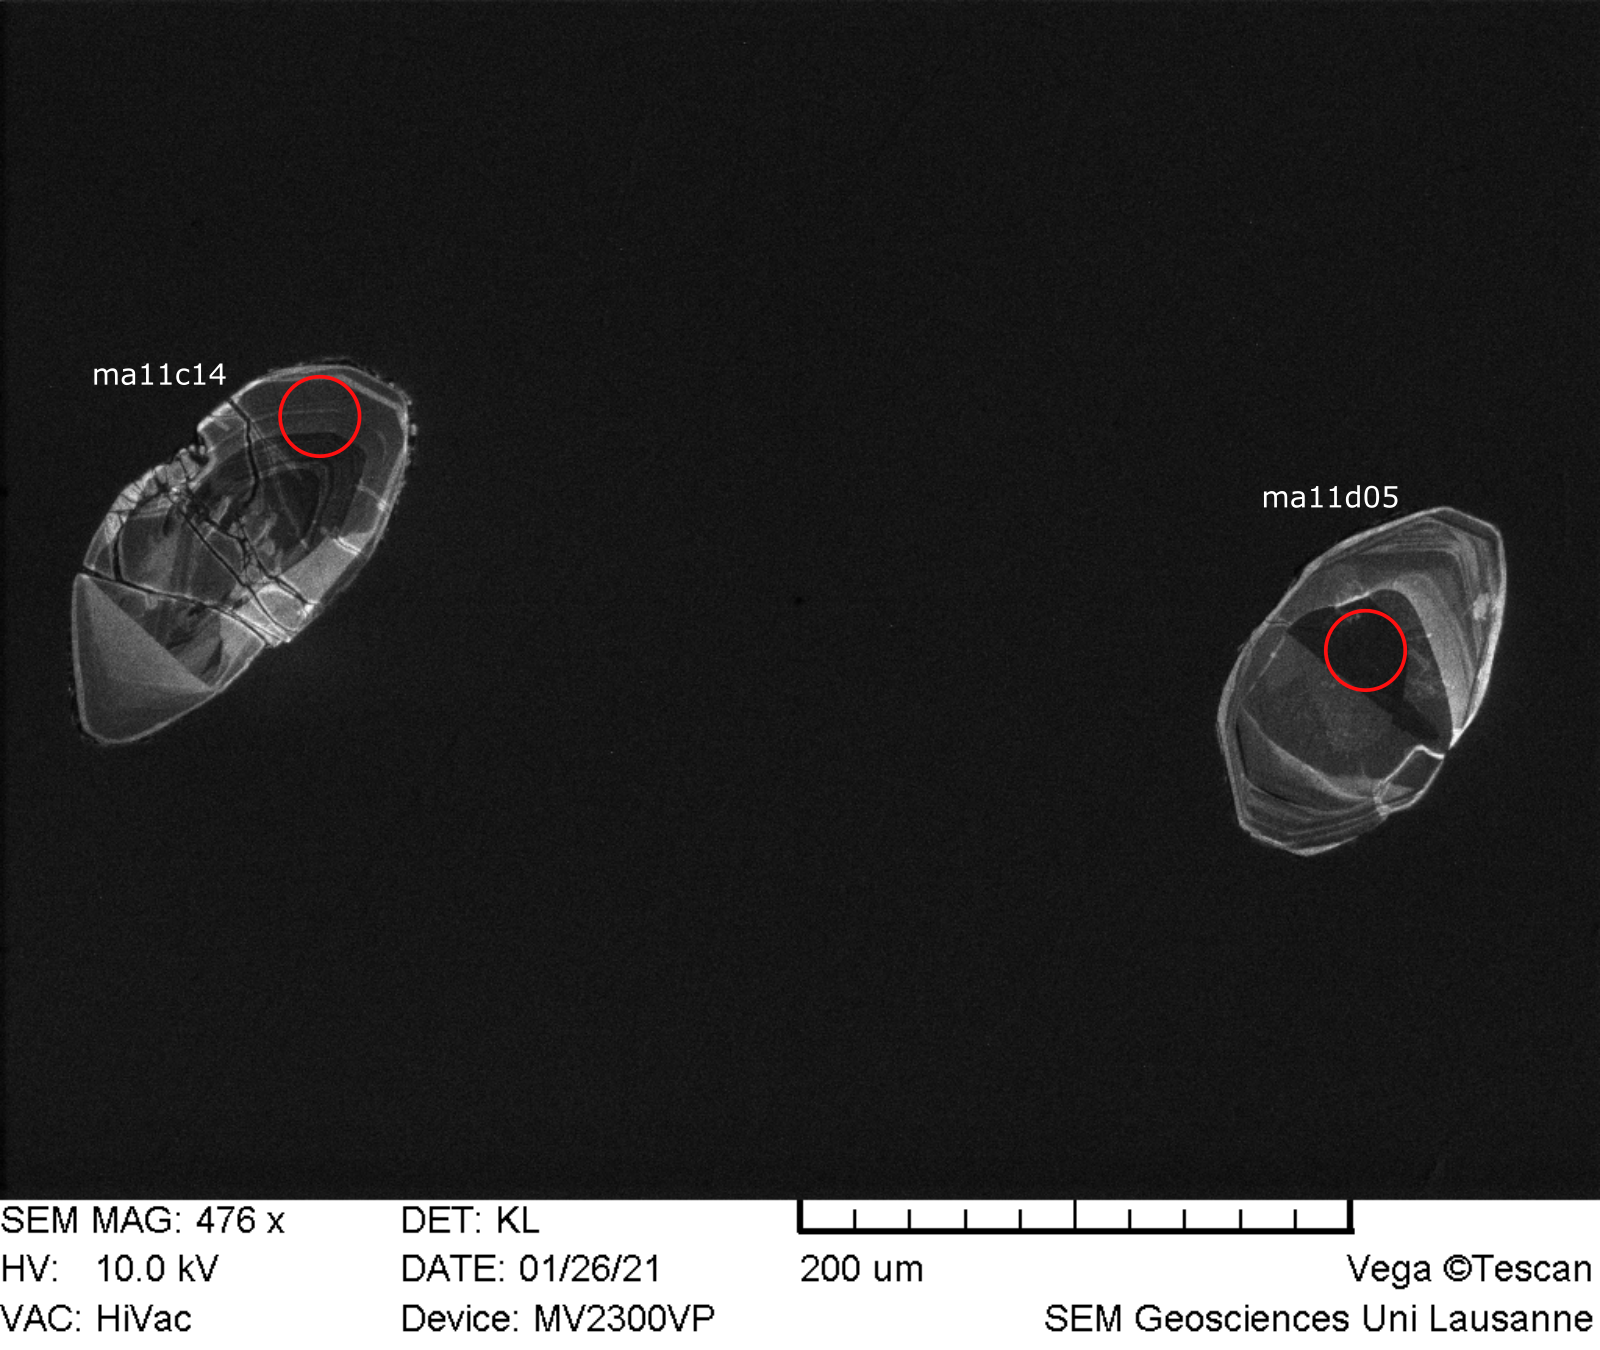 ma11c14
ma11d05
SEM MAG: 476 x
DET: KL
HV: 10.0 kV
DATE: 01/26/21
200 um
Vega ©Tescan
VAC: HiVac
Device: MV2300VP
SEM Geosciences Uni Lausanne